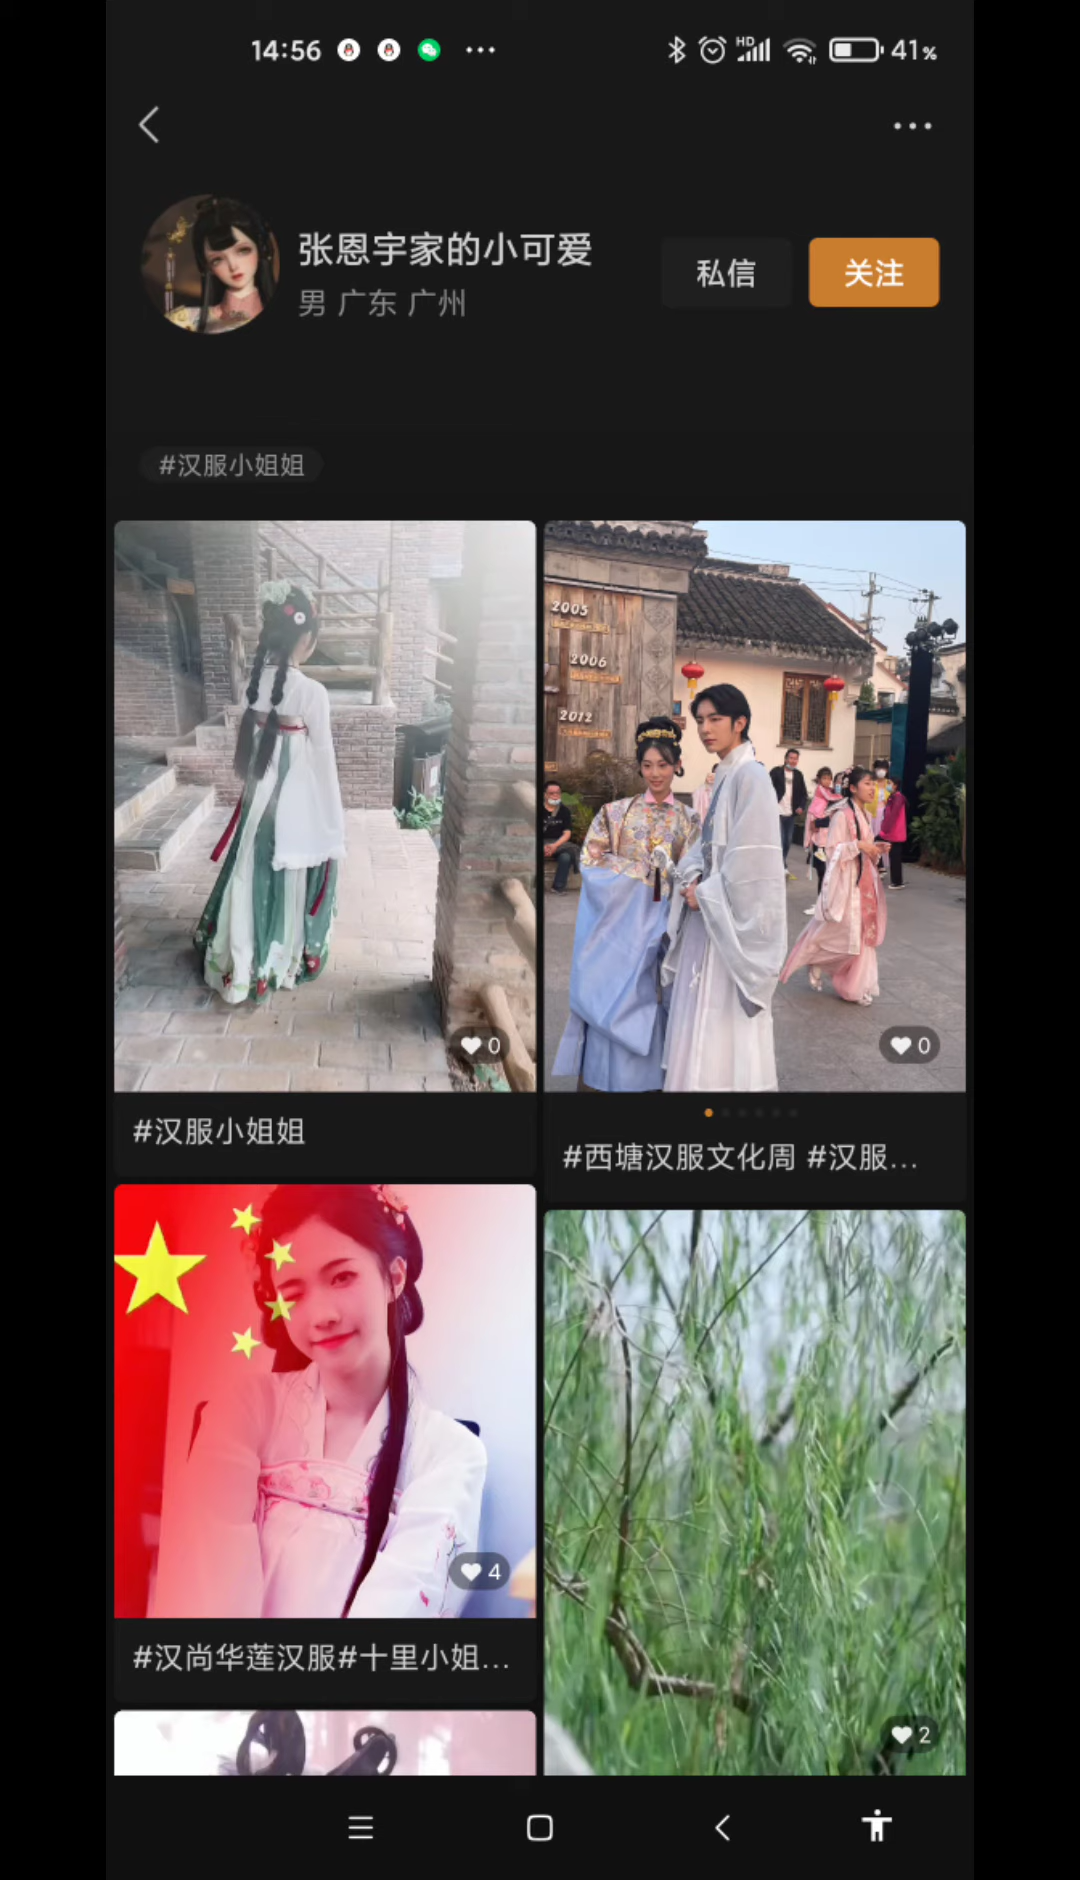 14:56
HD
41%
张恩宇家的小可爱
私信
关注
男 广东 广州
#汉服小姐姐
2005
2006
2012
0
0
#汉服小姐姐
#西塘汉服文化周 #汉服...
4
#汉尚华莲汉服#十里小姐...
2